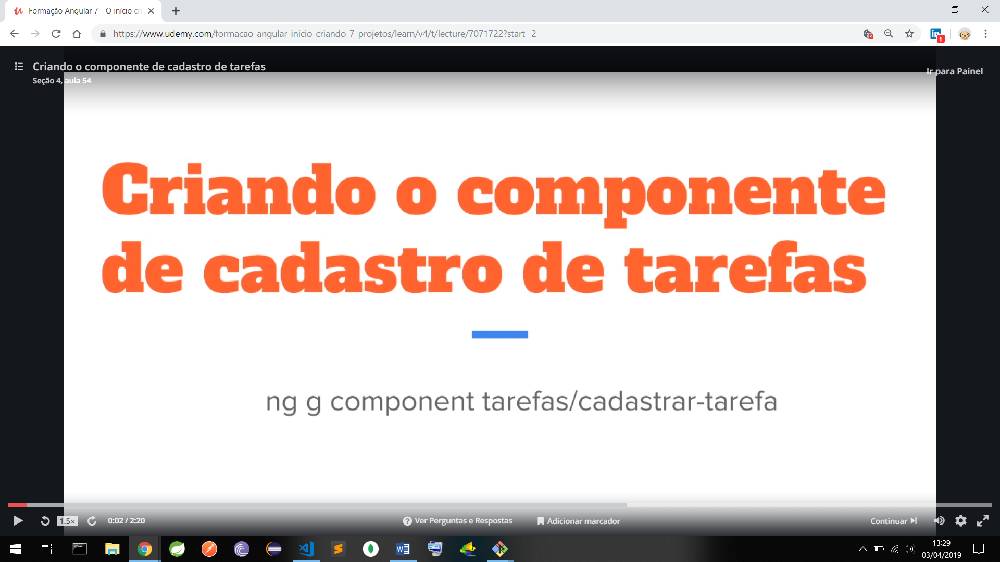 Formação Angular 7 - O início cri
https://www.udemy.com/formacao-angular-inicio-criando-7-projetos/learn/v4/t/lecture/7071722?start=2
1
Criando o componente de cadastro de tarefas
Seção 4, aula 54
Ir para Painel
Criando o componente
de cadastro de tarefas
ng g component tarefas/cadastrar-tarefa
1.5×
0:02 / 2:20
? Ver Perguntas e Respostas
Adicionar marcador
Continuar
13:29
03/04/2019